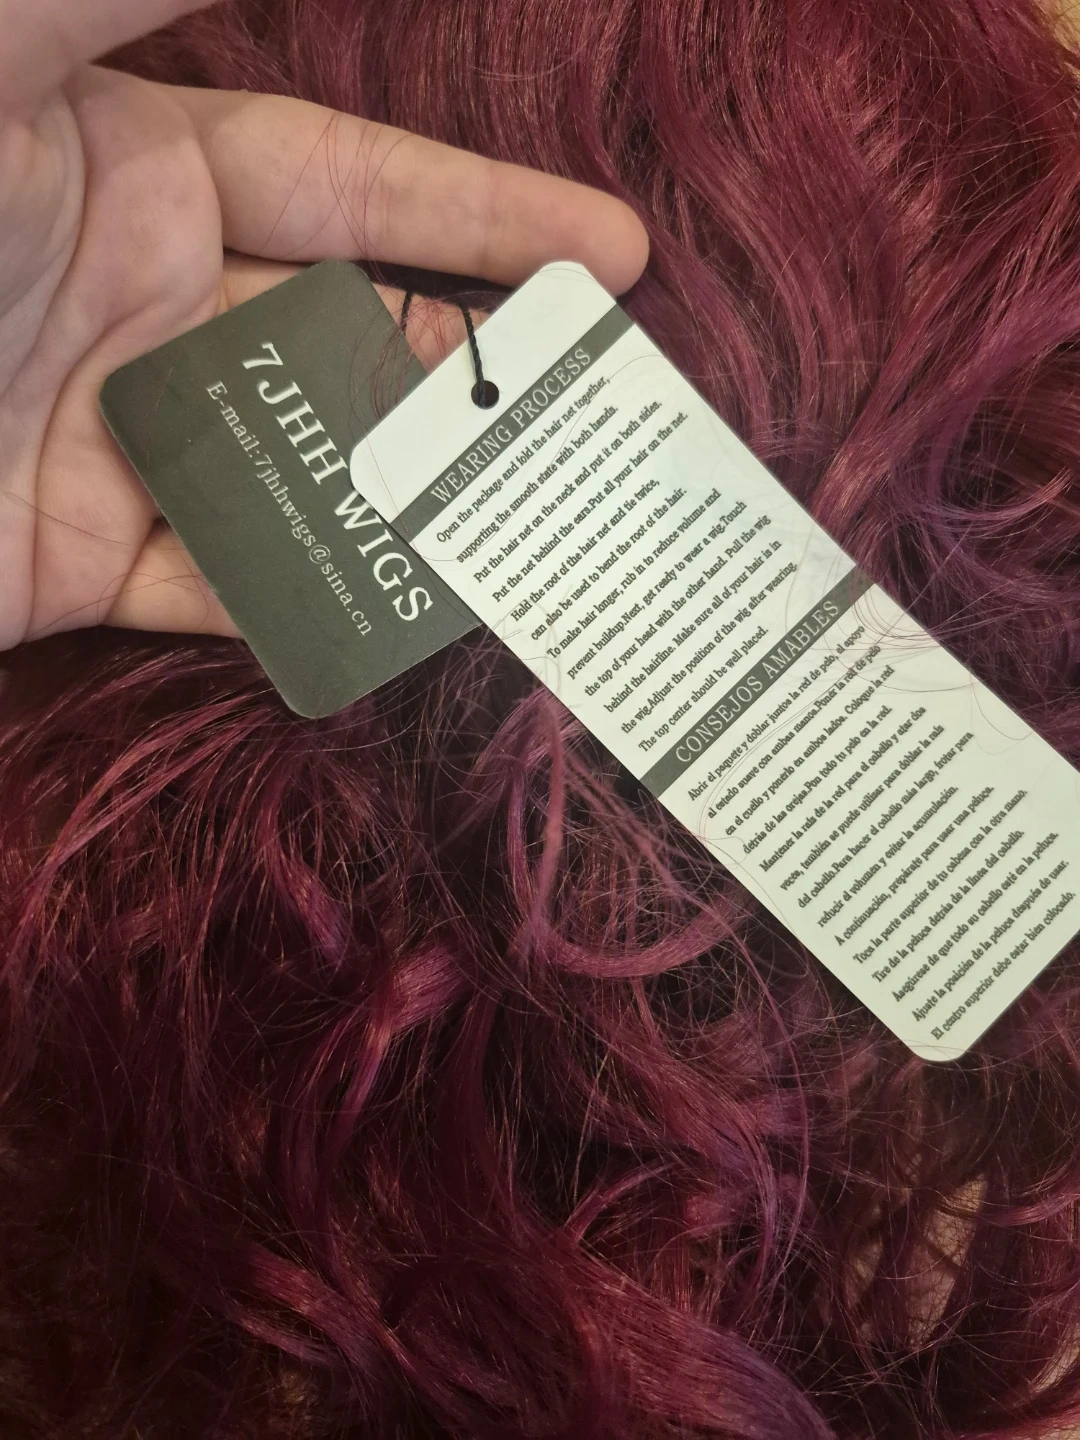 7JHH WIGS
E-mail:7jhhwigs@sina.cn
WEARING PROCESS
Open the package and fold the hair net together,
supporting the smooth state with both hands.
Put the hair net on the neck and put it on both sides.
Put the net behind the ears.Put all your hair on the net.
Hold the root of the hair net and tie twice,
can also be used to bend the root of the hair.
To make hair longer, rub in to reduce volume and
prevent buildup.Next, get ready to wear a wig.Touch
the top of your head with the other hand. Pull the wig
behind the hairline. Make sure all of your hair is in
the wig.Adjust the position of the wig after wearing.
The top center should be well placed.
CONSEJOS AMABLES
Abrir el paquete y doblar juntos la red de pelo, el apoyo
al estado suave con ambas manos.Poner la red de pelo
en el cuello y ponerlo en ambos lados. Coloque la red
detrás de las orejas.Pon todo tu pelo en la red.
Mantener la raíz de la red para el cabello y atar dos
veces, también se puede utilizar para doblar la raíz
del cabello.Para hacer el cabello más largo, frotar para
reducir el volumen y evitar la acumulación.
A continuación, prepárate para usar una peluca.
Toca la parte superior de tu cabeza con la otra mano.
Tire de la peluca detrás de la línea del cabello.
Asegúrese de que todo su cabello esté en la peluca.
Ajuste la posición de la peluca después de usar.
El centro superior debe estar bien colocado.